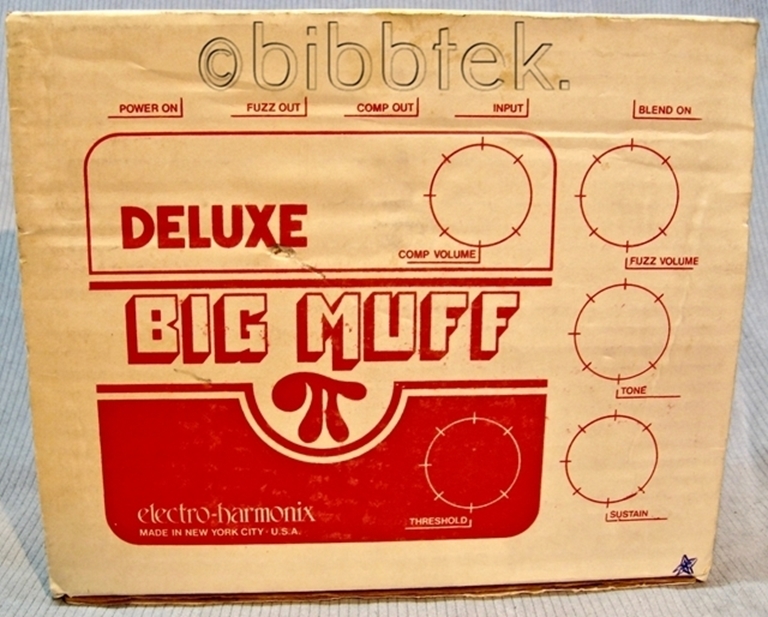 ©bibbtek.
POWER ON
FUZZ OUT
COMP OUT
INPUT
BLEND ON
DELUXE
COMP VOLUME
FUZZ VOLUME
BIG MUFF
π
TONE
SUSTAIN
THRESHOLD
electro-harmonix
MADE IN NEW YORK CITY · U.S.A.